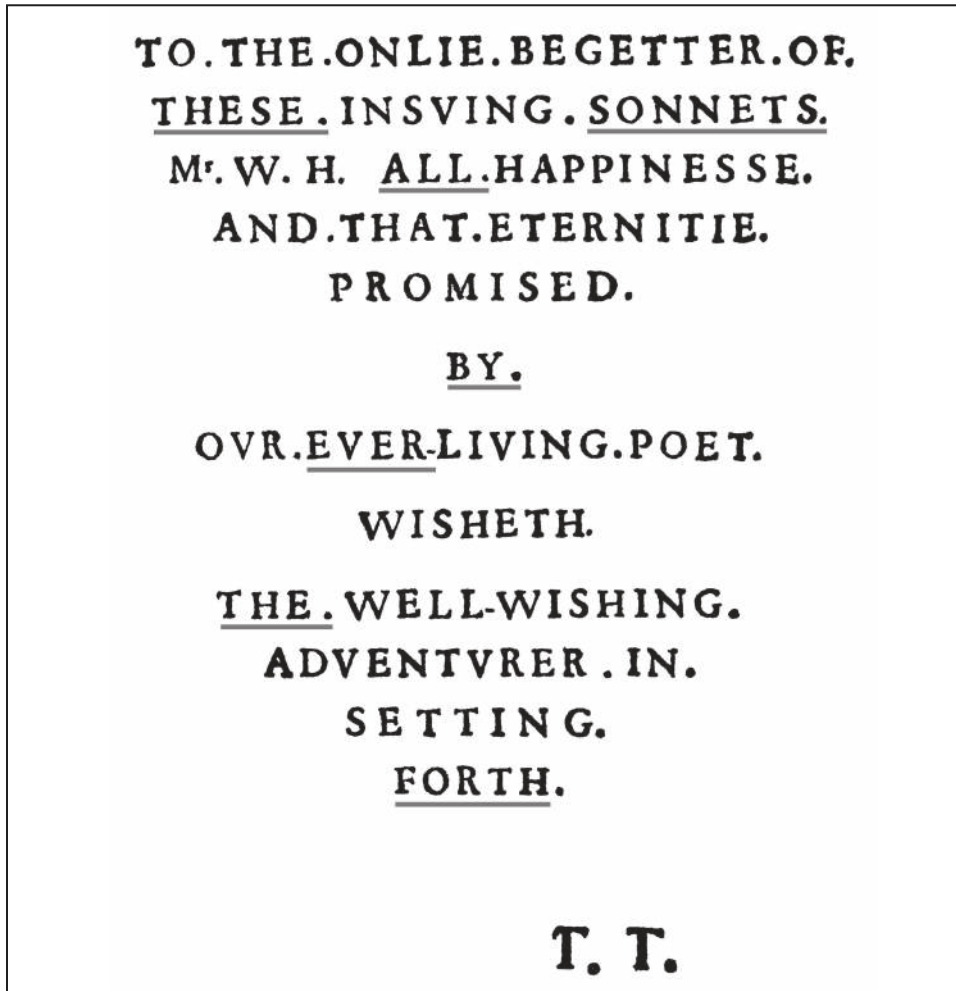 TO.THE.ONLIE.BEGETTER.OF.
THESE.INSVING.SONNETS.
Mr. W. H. ALL.HAPPINESSE.
AND.THAT.ETERNITIE.
PROMISED.
BY.
OVR.EVER-LIVING.POET.
WISHETH.
THE.WELL-WISHING.
ADVENTVRER.IN.
SETTING.
FORTH.
T. T.